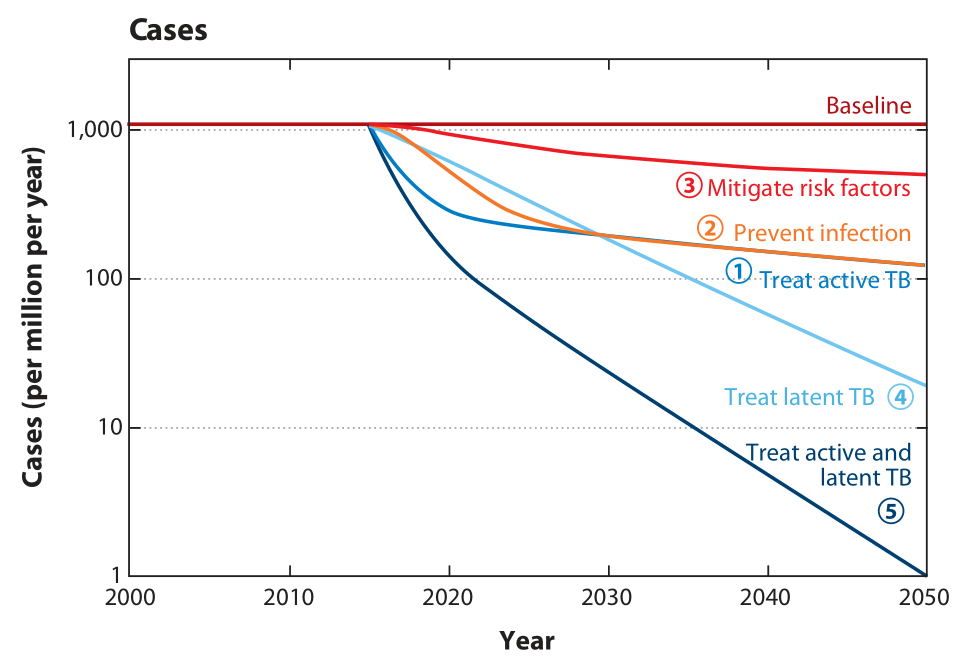 Cases
Cases (per million per year)
1,000
100
10
1
Baseline
③ Mitigate risk factors
② Prevent infection
① Treat active TB
Treat latent TB ④
Treat active and
latent TB
⑤
2000 2010 2020 2030 2040 2050
Year